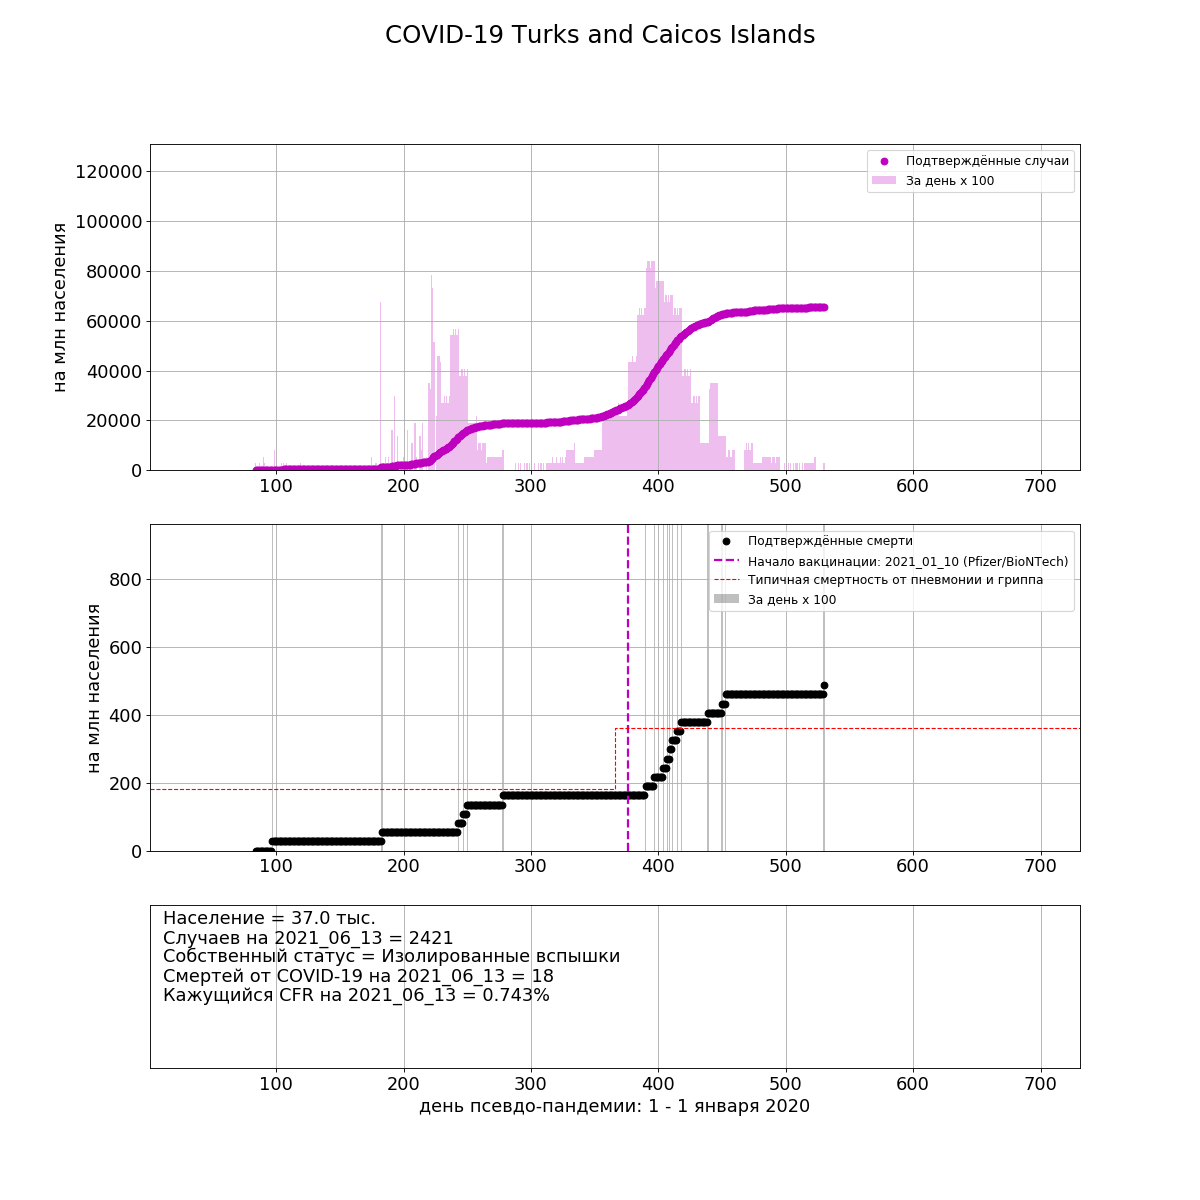 COVID-19 Turks and Caicos Islands
120000
100000
80000
60000
40000
20000
0
на млн населения
Подтверждённые случаи
За день x 100
100 200 300 400 500 600 700
800
600
400
200
0
на млн населения
Подтверждённые смерти
Начало вакцинации: 2021_01_10 (Pfizer/BioNTech)
Типичная смертность от пневмонии и гриппа
За день x 100
100 200 300 400 500 600 700
Население = 37.0 тыс.
Случаев на 2021_06_13 = 2421
Собственный статус = Изолированные вспышки
Смертей от COVID-19 на 2021_06_13 = 18
Кажущийся CFR на 2021_06_13 = 0.743%
100 200 300 400 500 600 700
день псевдо-пандемии: 1 - 1 января 2020